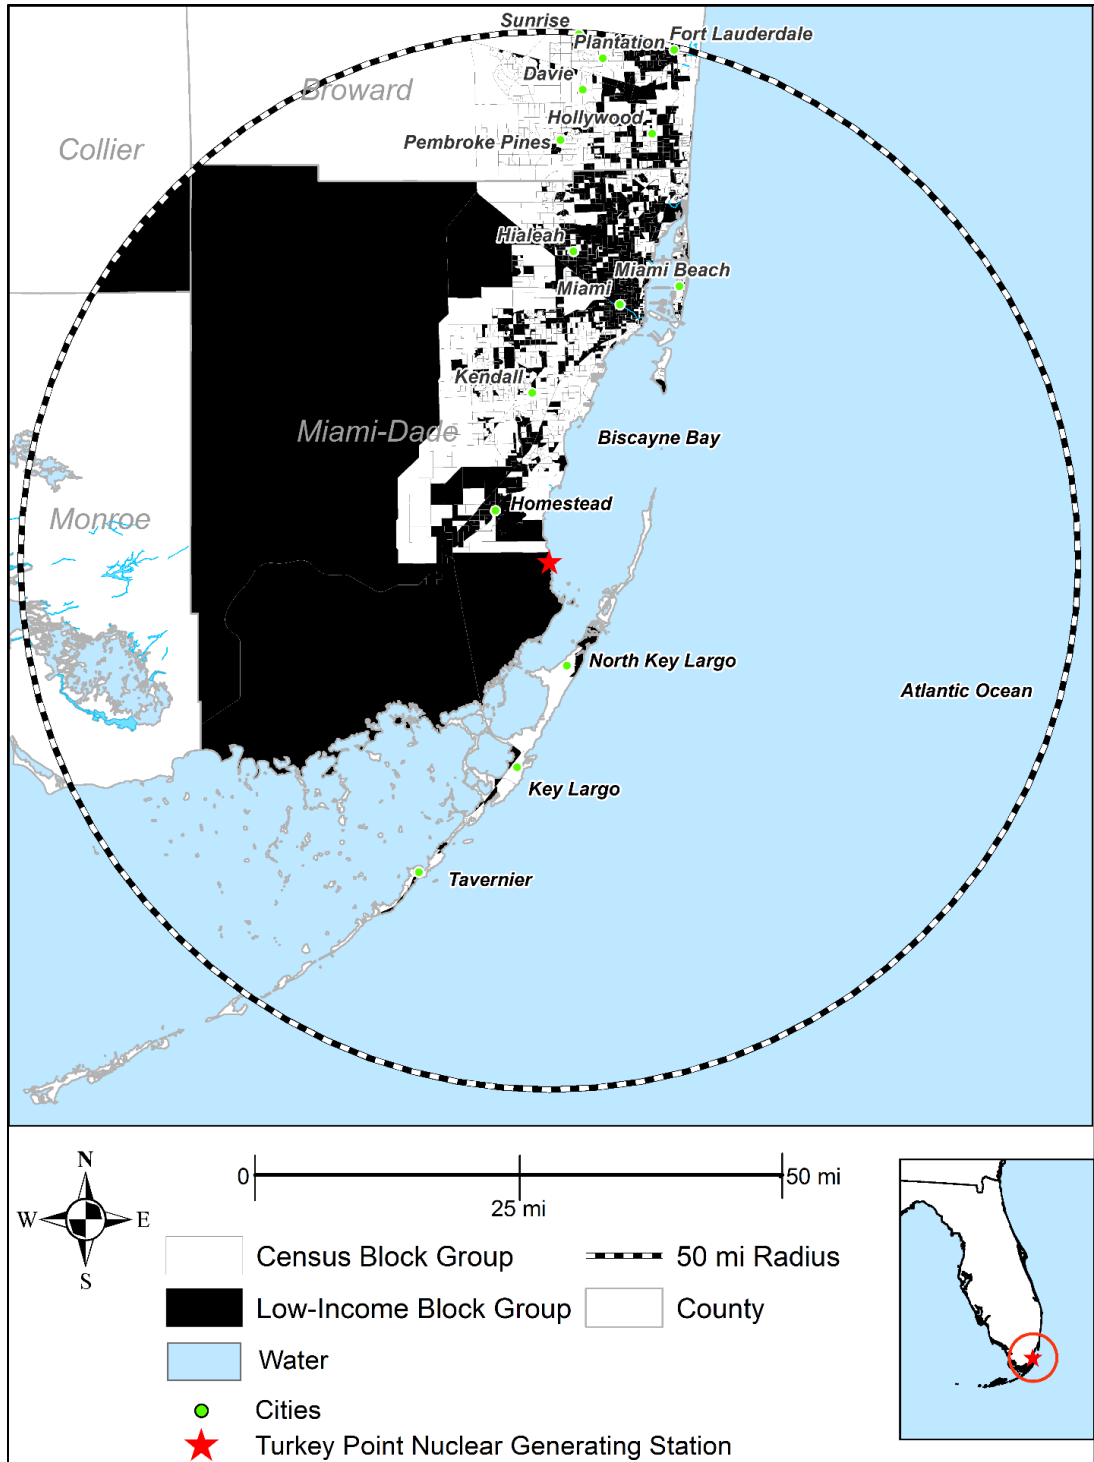 Sunrise
Plantation
Fort Lauderdale
Davie
Broward
Hollywood
Collier
Pembroke Pines
Hialeah
Miami Beach
Miami
Kendall
Miami-Dade
Biscayne Bay
Homestead
Monroe
North Key Largo
Atlantic Ocean
Key Largo
Tavernier
N
W E
S
0 50 mi
25 mi
Census Block Group
50 mi Radius
Low-Income Block Group
County
Water
Cities
Turkey Point Nuclear Generating Station